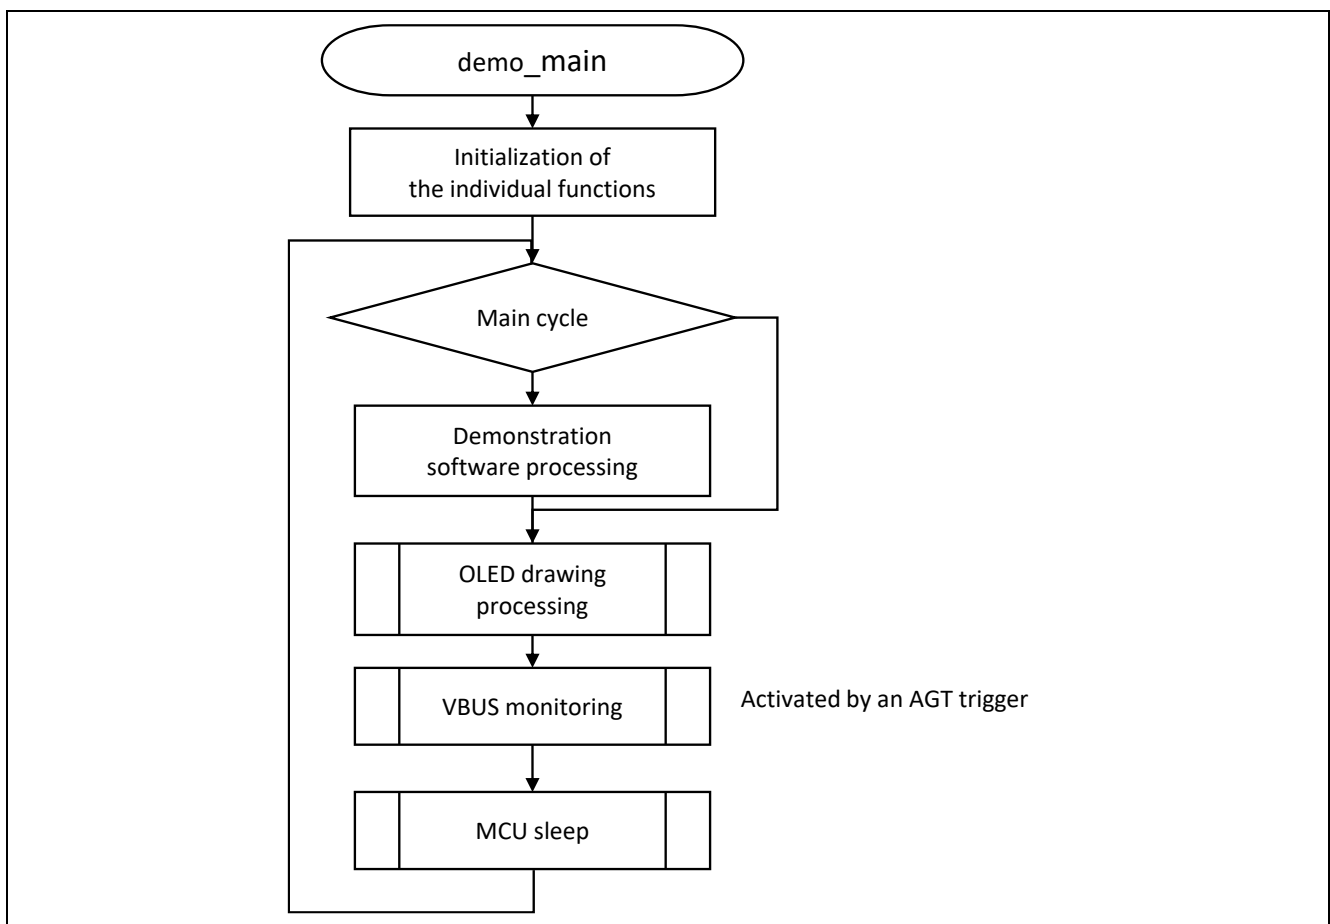 demo_main
Initialization of
the individual functions
Main cycle
Demonstration
software processing
OLED drawing
processing
VBUS monitoring
Activated by an AGT trigger
MCU sleep